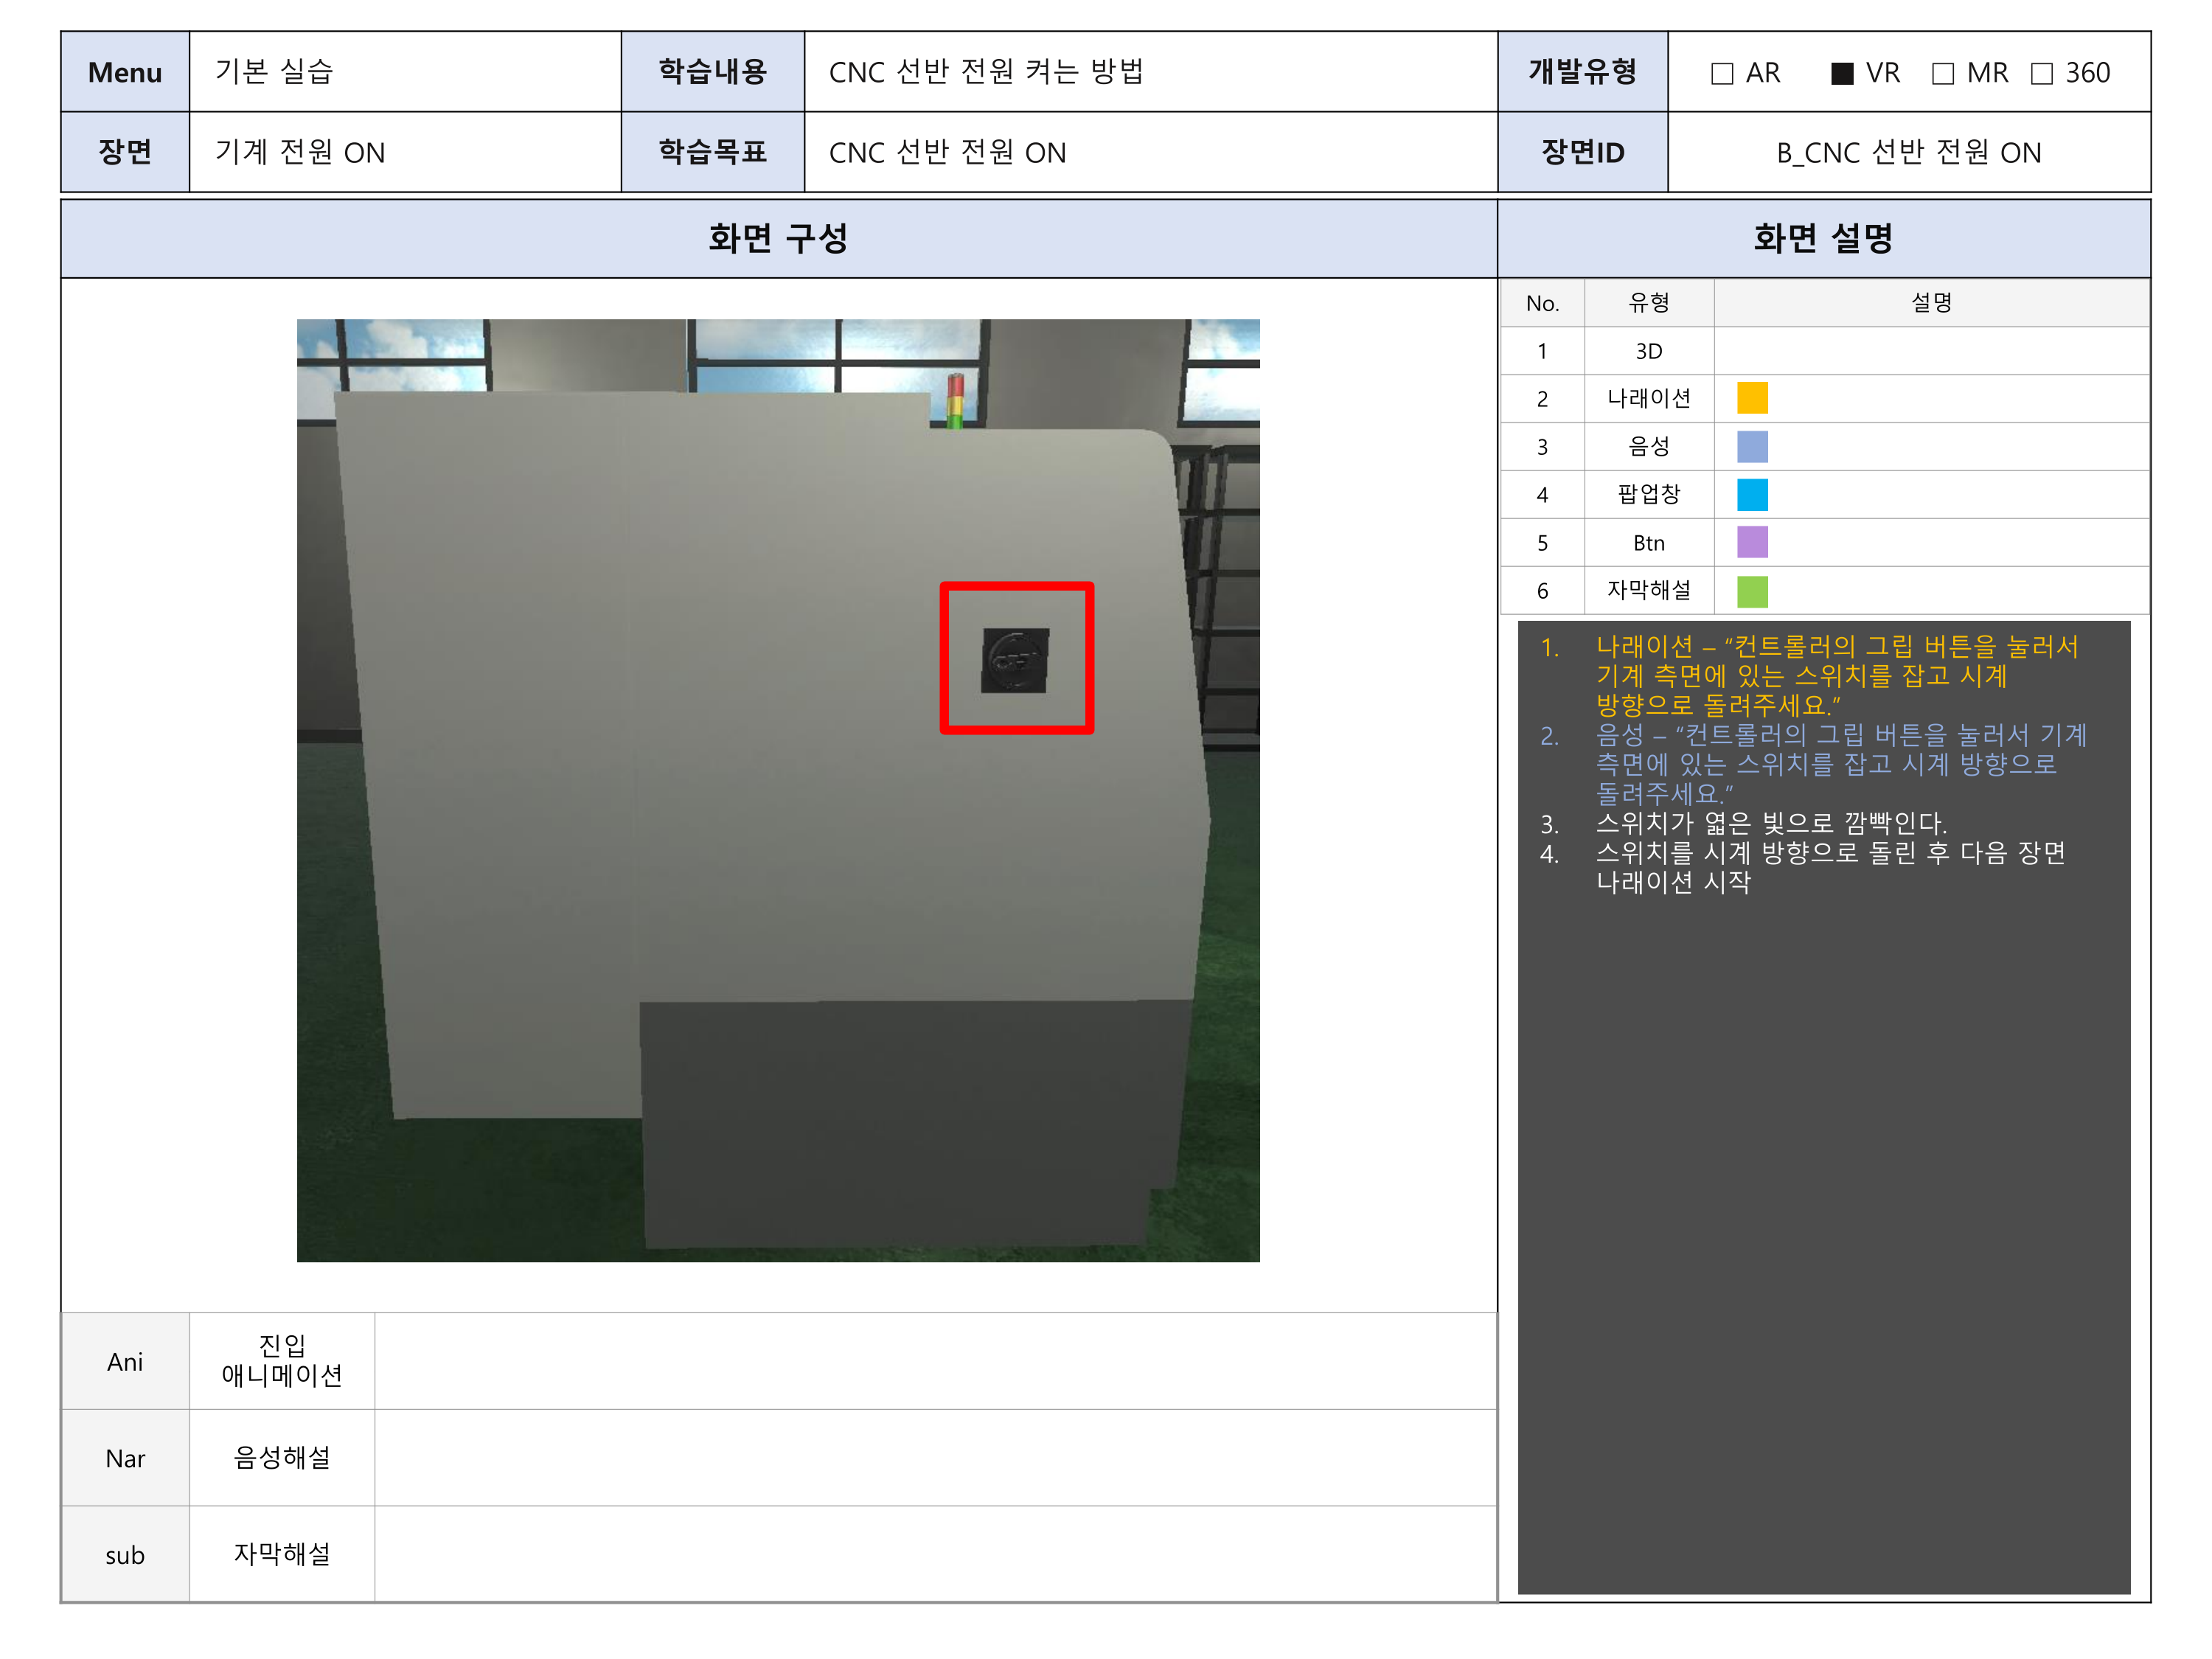 Menu 기본 실습 학습내용 CNC 선반 전원 켜는 방법 개발유형 □ AR ■ VR □ MR □ 360
장면 기계 전원 ON 학습목표 CNC 선반 전원 ON 장면ID B_CNC 선반 전원 ON
화면 구성 화면 설명
No. 유형 설명
1 3D
2 나래이션
3 음성
4 팝업창
5 Btn
6 자막해설
1. 나래이션 – “컨트롤러의 그립 버튼을 눌러서
기계 측면에 있는 스위치를 잡고 시계
방향으로 돌려주세요.”
2. 음성 – “컨트롤러의 그립 버튼을 눌러서 기계
측면에 있는 스위치를 잡고 시계 방향으로
돌려주세요.”
3. 스위치가 엷은 빛으로 깜빡인다.
4. 스위치를 시계 방향으로 돌린 후 다음 장면
나래이션 시작
Ani 진입
애니메이션
Nar 음성해설
sub 자막해설